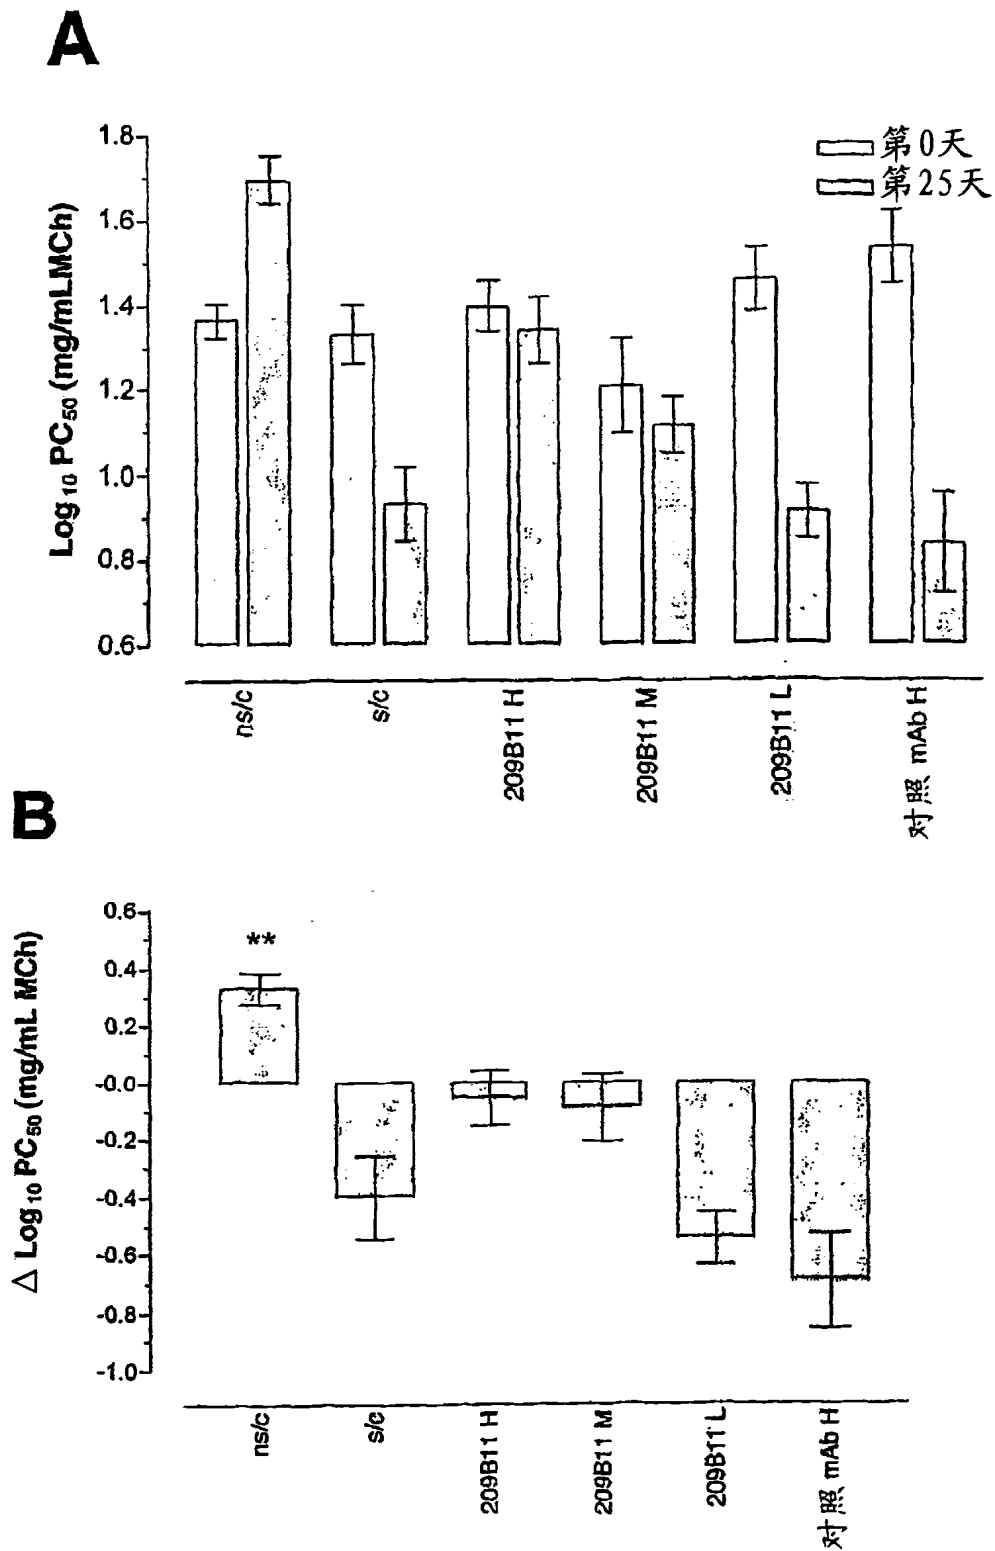 A
Log10 PC50 (mg/mLMCh)
1.8
1.6
1.4
1.2
1.0
0.8
0.6
第0天
第25天
ns/c
s/c
209B11 H
209B11 M
209B11 L
对照 mAb H
B
△ Log10 PC50 (mg/mL MCh)
0.6
0.4
0.2
-0.0
-0.2
-0.4
-0.6
-0.8
-1.0
**
ns/c
s/c
209B11 H
209B11 M
209B11 L
对照 mAb H